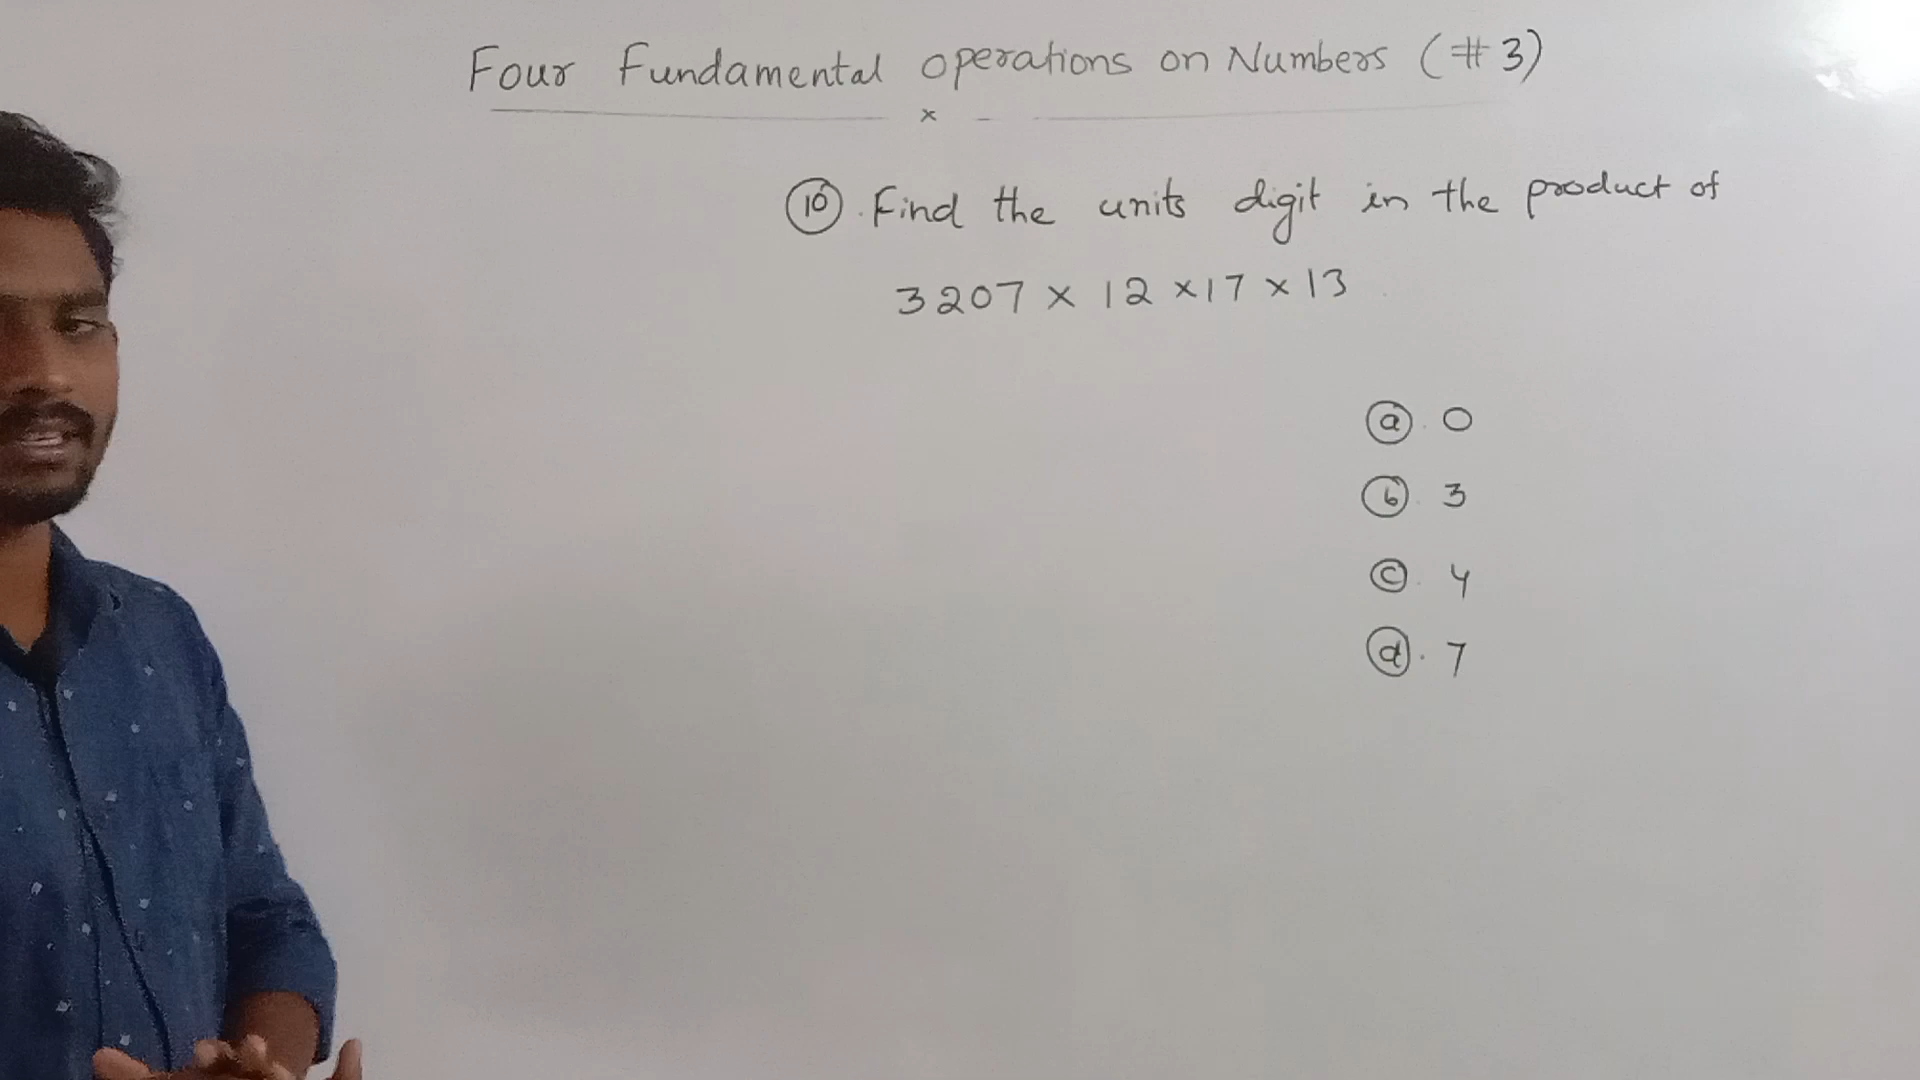 Four Fundamental Operations on Numbers (#3)
x
10. Find the units digit in the product of
3207 × 12 × 17 × 13
a. 0
b. 3
c. 4
d. 7